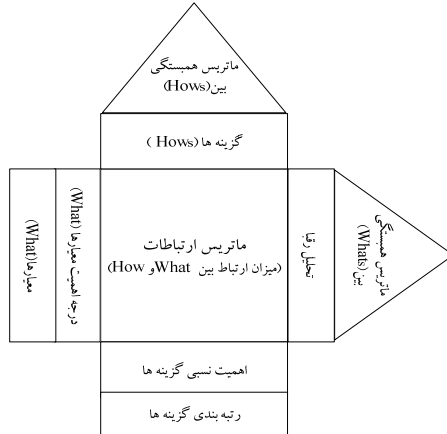 ماتریس همبستگی
بین(Hows)
گزینه ها (Hows )
معیارها(What)
درجه اهمیت معیارها (What)
ماتریس ارتباطات
(میزان ارتباط بین Whatو How)
تحلیل رقبا
ماتریس همبستگی
بین(Whats)
اهمیت نسبی گزینه ها
رتبه بندی گزینه ها